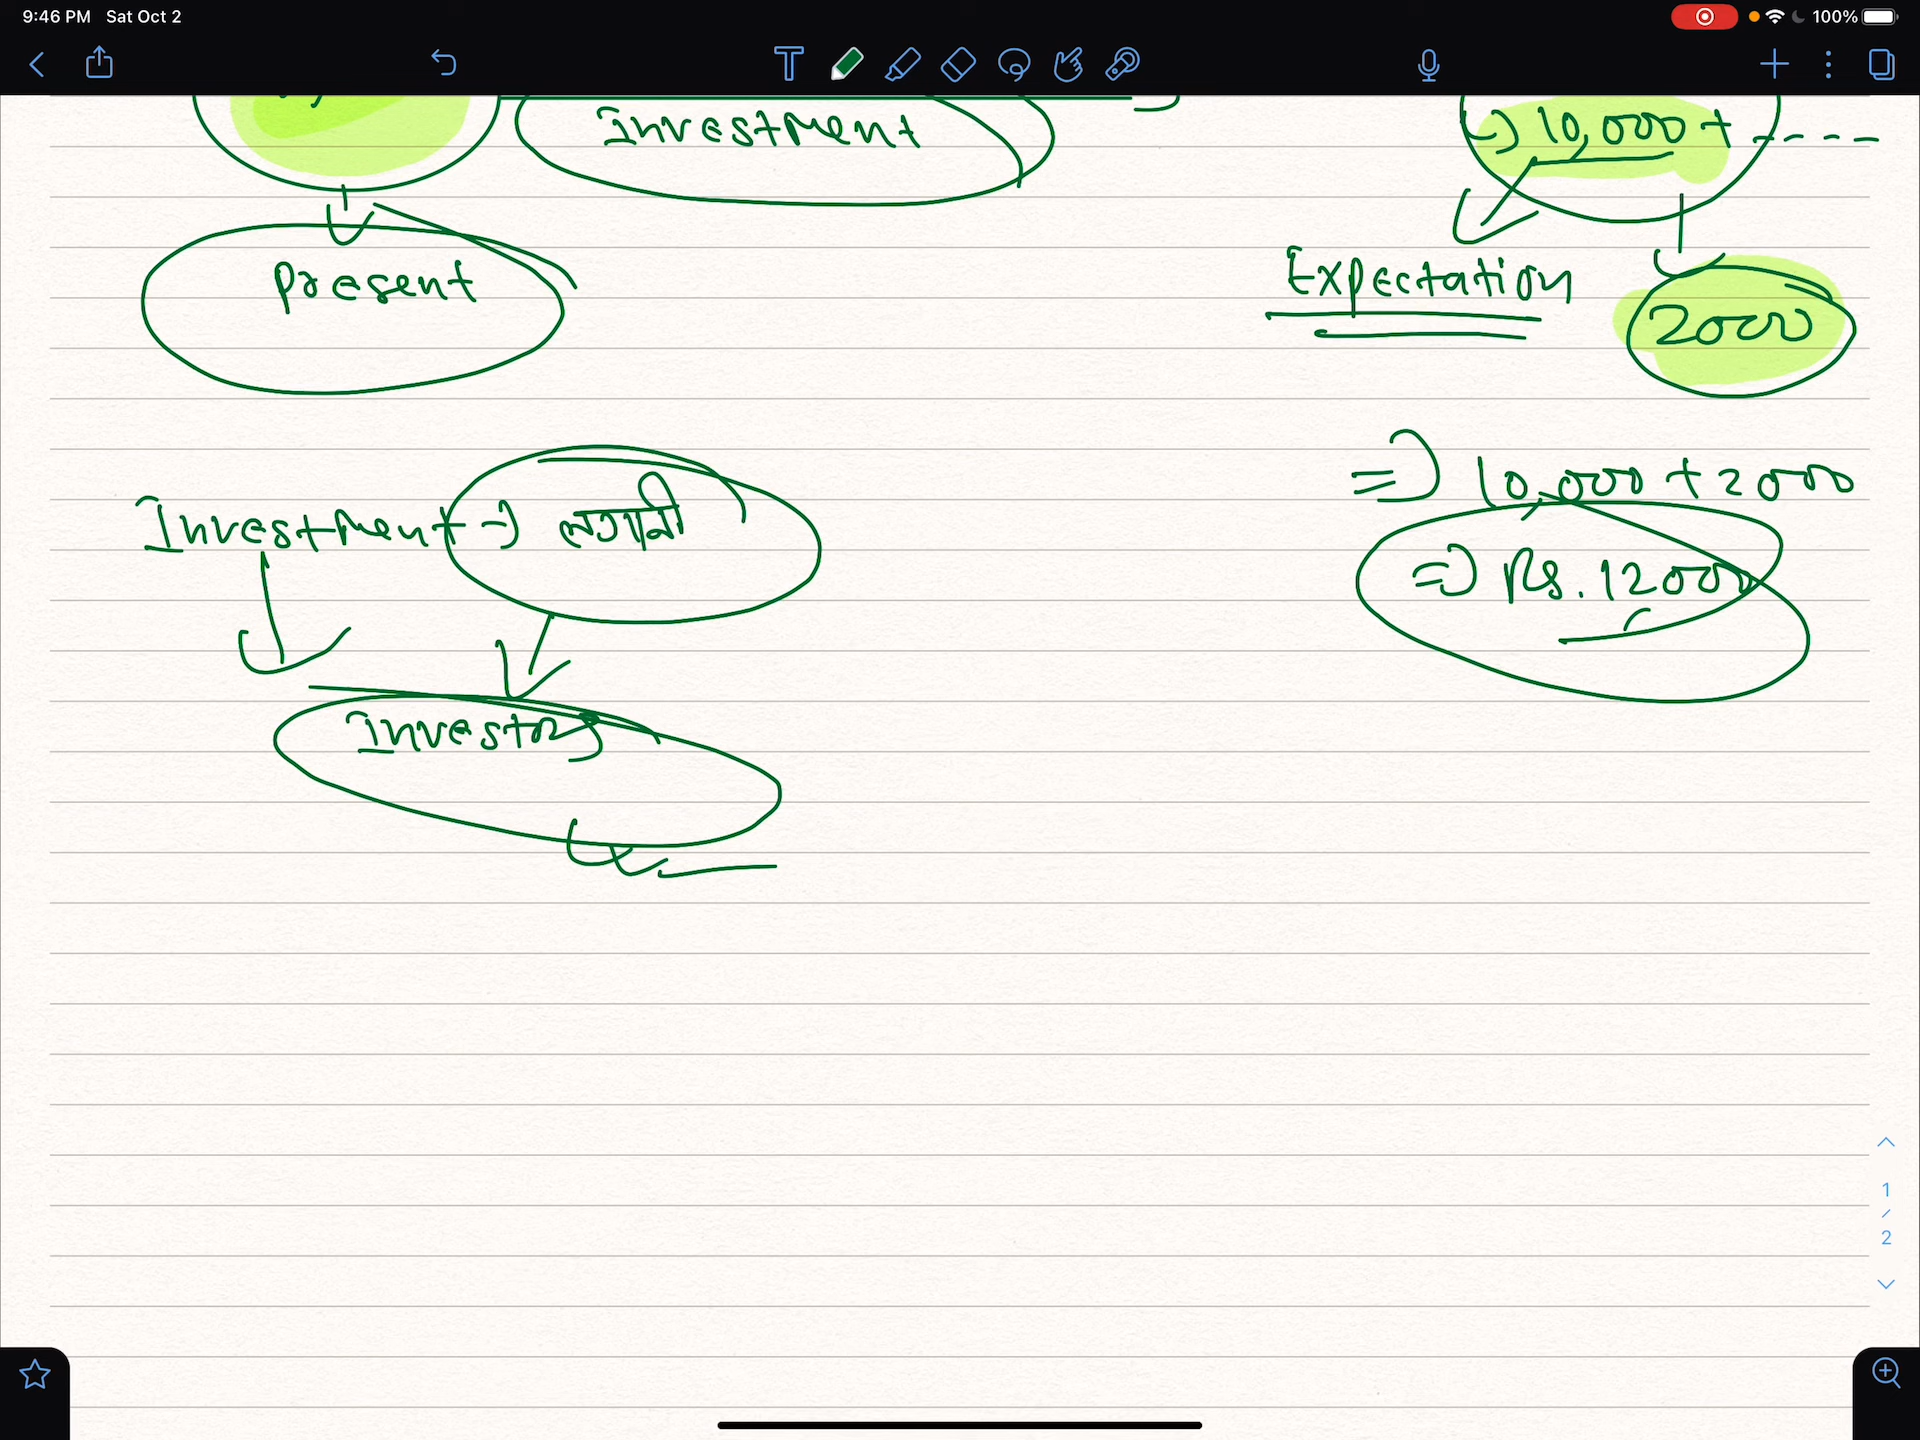 9:46 PM Sat Oct 2
100%
T
Investment
10,000 + ----
Present
Expectation
2000
Investment → लगानी
⇒ 10,000 + 2000
⇒ Rs. 12000
Investors
1
/
2